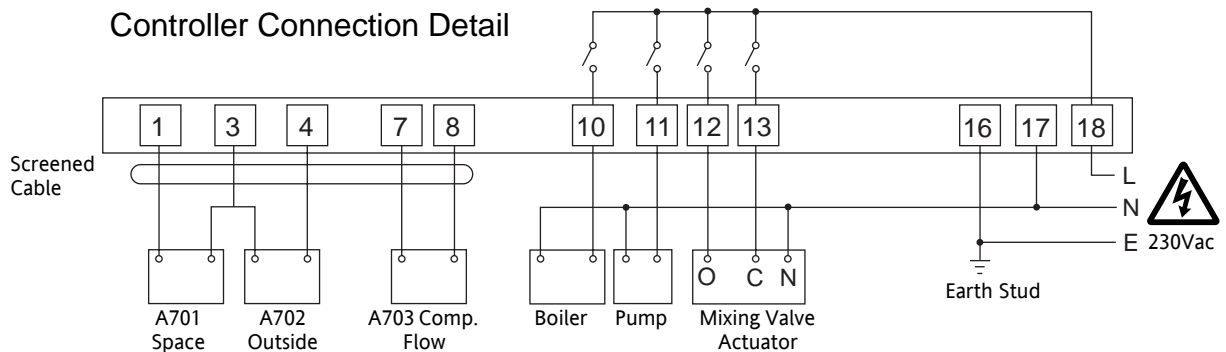 Controller Connection Detail
1 3 4 7 8 10 11 12 13 16 17 18
Screened
Cable
L
N
E 230Vac
O C N
Earth Stud
A701
Space
A702
Outside
A703 Comp.
Flow
Boiler
Pump
Mixing Valve
Actuator